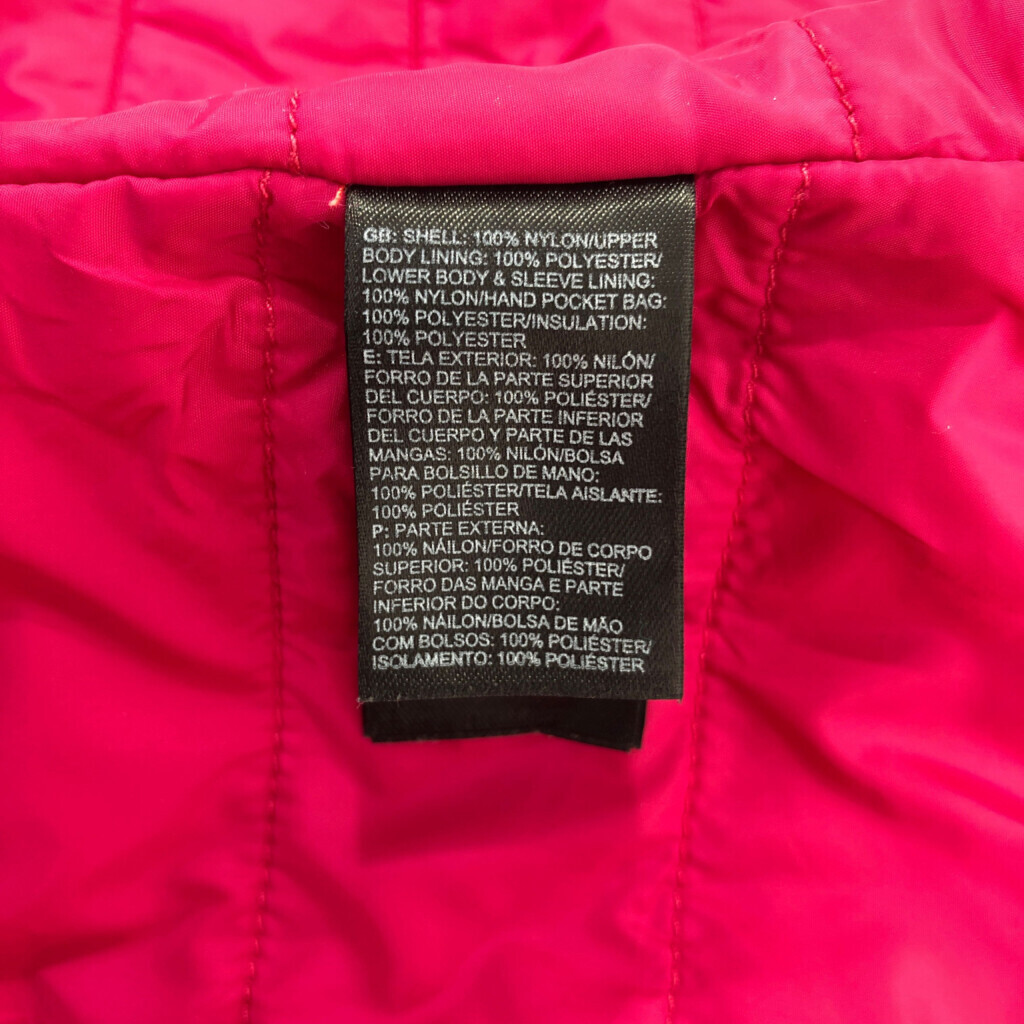 GB: SHELL: 100% NYLON/UPPER
BODY LINING: 100% POLYESTER/
LOWER BODY & SLEEVE LINING:
100% NYLON/HAND POCKET BAG:
100% POLYESTER/INSULATION:
100% POLYESTER
E: TELA EXTERIOR: 100% NILÓN/
FORRO DE LA PARTE SUPERIOR
DEL CUERPO: 100% POLIÉSTER/
FORRO DE LA PARTE INFERIOR
DEL CUERPO Y PARTE DE LAS
MANGAS: 100% NILÓN/BOLSA
PARA BOLSILLO DE MANO:
100% POLIÉSTER/TELA AISLANTE:
100% POLIÉSTER
P: PARTE EXTERNA:
100% NÁILON/FORRO DE CORPO
SUPERIOR: 100% POLIÉSTER/
FORRO DAS MANGA E PARTE
INFERIOR DO CORPO:
100% NÁILON/BOLSA DE MÃO
COM BOLSOS: 100% POLIÉSTER/
ISOLAMENTO: 100% POLIÉSTER